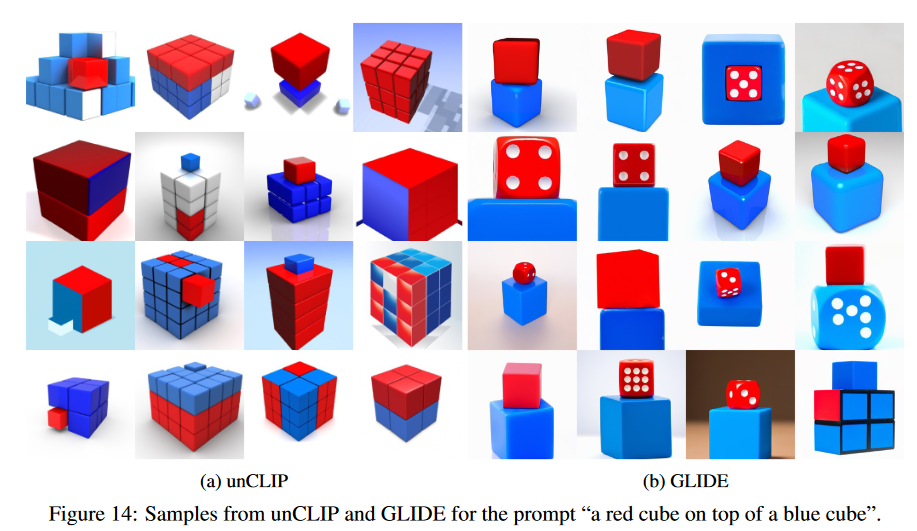 (a) unCLIP
(b) GLIDE
Figure 14: Samples from unCLIP and GLIDE for the prompt “a red cube on top of a blue cube”.